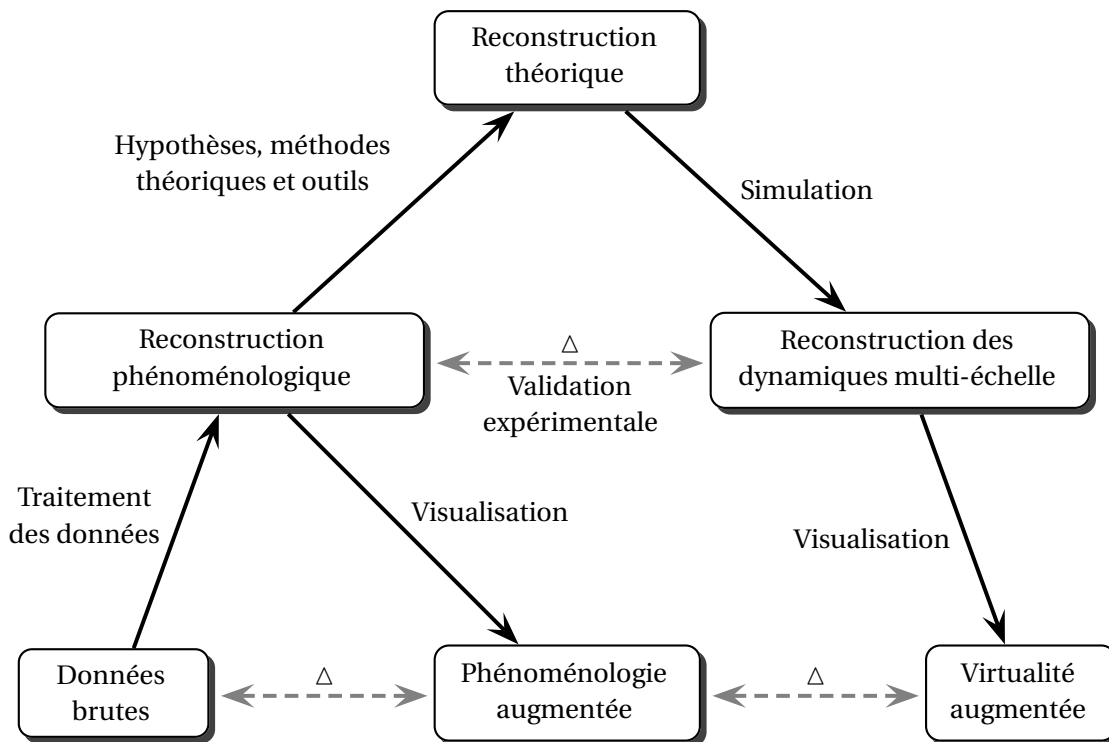 Reconstruction
théorique
Hypothèses, méthodes
théoriques et outils
Simulation
Reconstruction
phénoménologique
△
Validation
expérimentale
Reconstruction des
dynamiques multi-échelle
Traitement
des données
Visualisation
Visualisation
Données
brutes
△
Phénoménologie
augmentée
△
Virtualité
augmentée